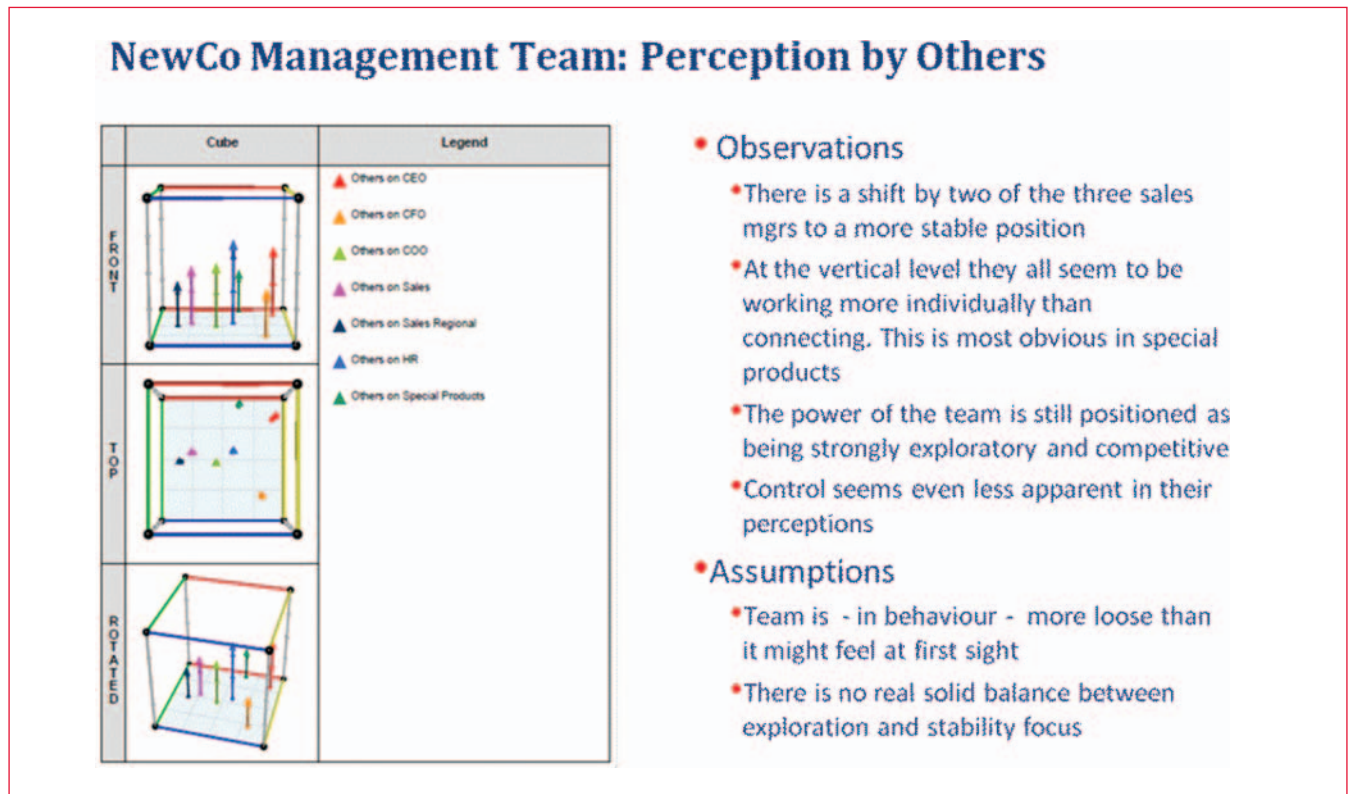 NewCo Management Team: Perception by Others
Cube
Legend
FRONT
Others on CEO
Others on CFO
Others on COO
Others on Sales
Others on Sales Regional
Others on HR
Others on Special Products
TOP
ROTATED
• Observations
•There is a shift by two of the three sales
mgrs to a more stable position
•At the vertical level they all seem to be
working more individually than
connecting. This is most obvious in special
products
•The power of the team is still positioned as
being strongly exploratory and competitive
•Control seems even less apparent in their
perceptions
•Assumptions
•Team is - in behaviour - more loose than
it might feel at first sight
•There is no real solid balance between
exploration and stability focus